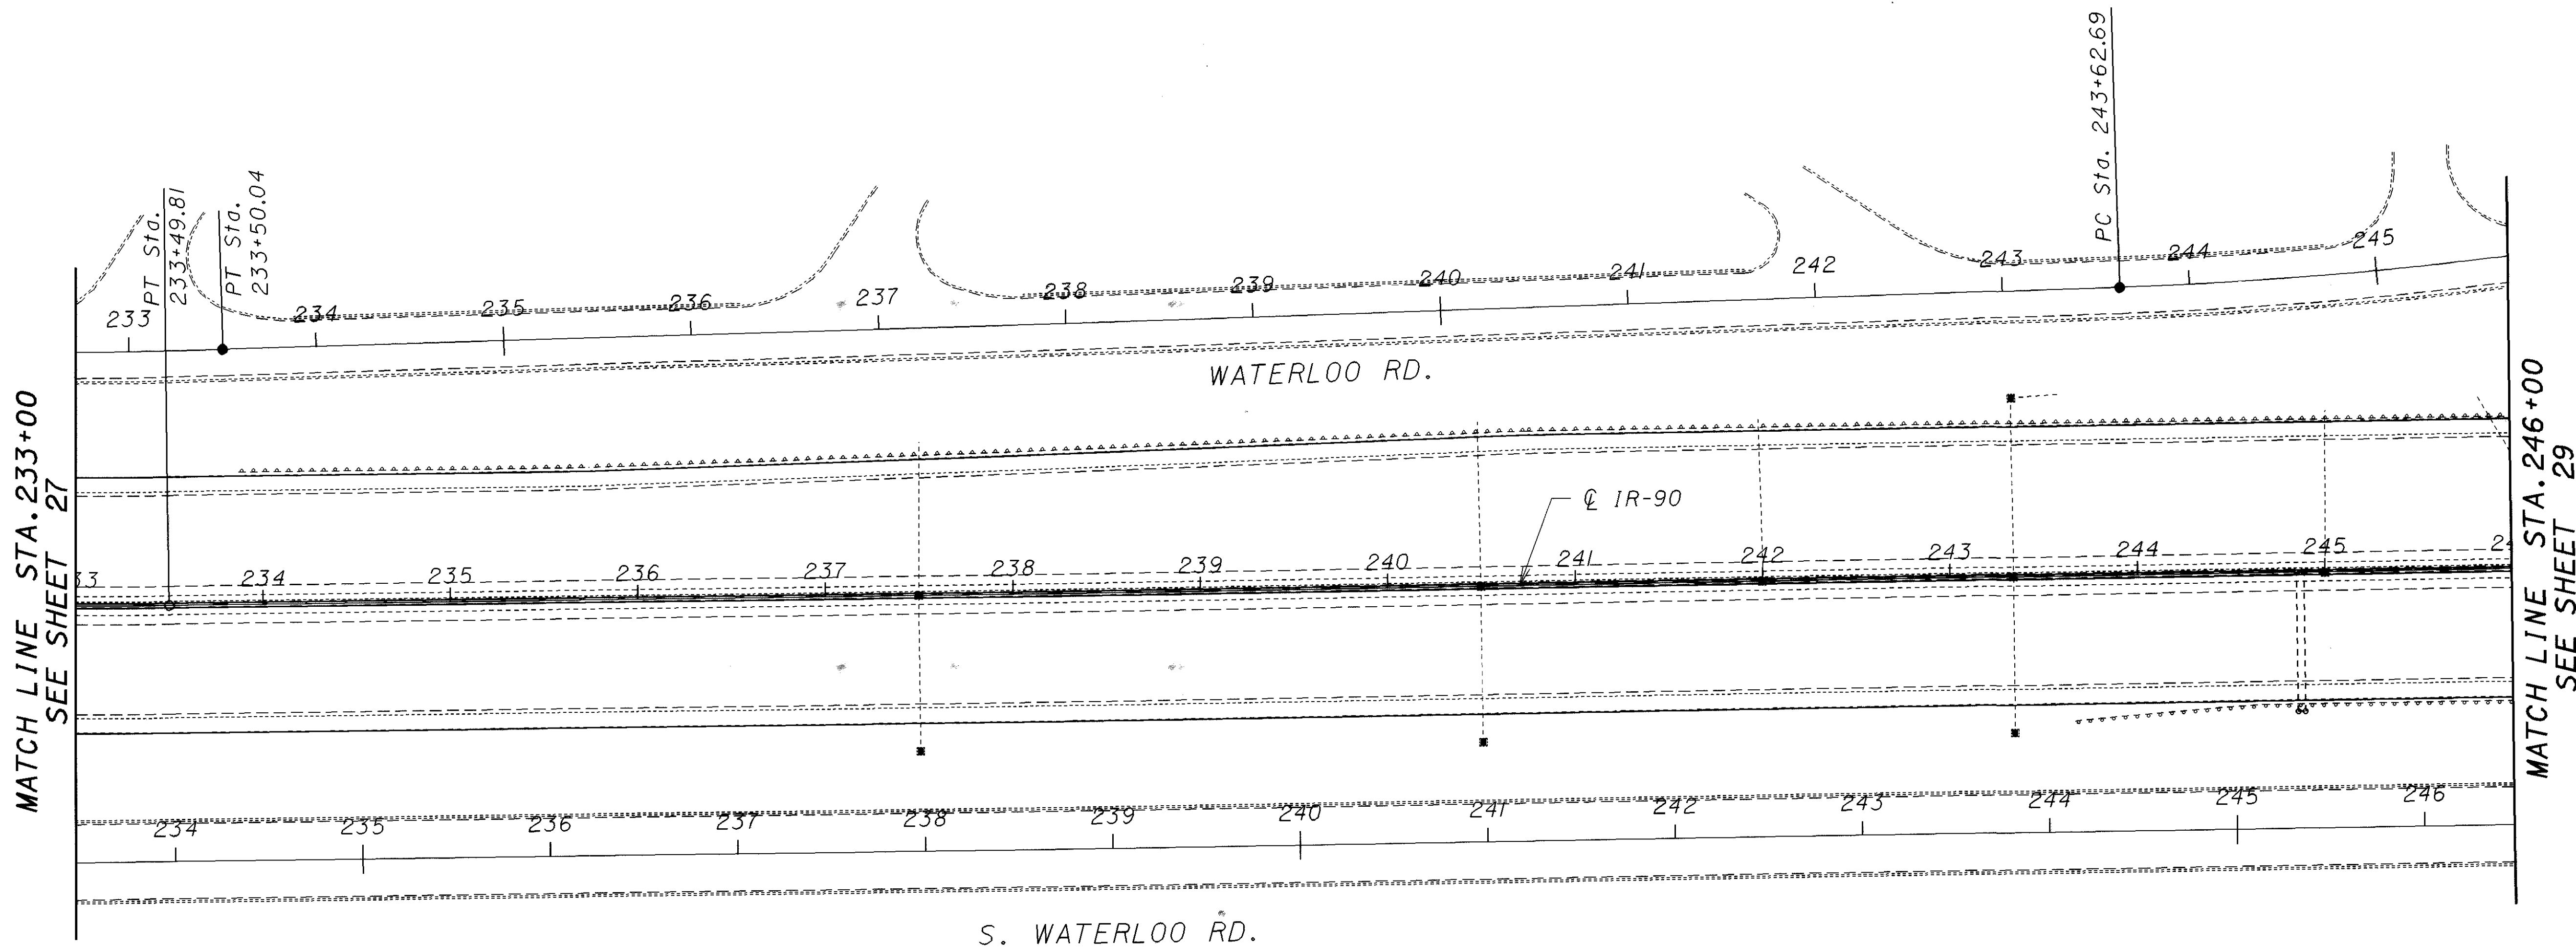 PC Sta. 243+62.69
PT Sta.
233+49.81
PT Sta.
233+50.04
233 234 235 236 237 238 239 240 241 242 243 244 245
WATERLOO RD.
MATCH LINE STA. 233+00
SEE SHEET 27
MATCH LINE STA. 246+00
SEE SHEET 29
℄ IR-90
33 234 235 236 237 238 239 240 241 242 243 244 245 24
234 235 236 237 238 239 240 241 242 243 244 245 246
S. WATERLOO RD.